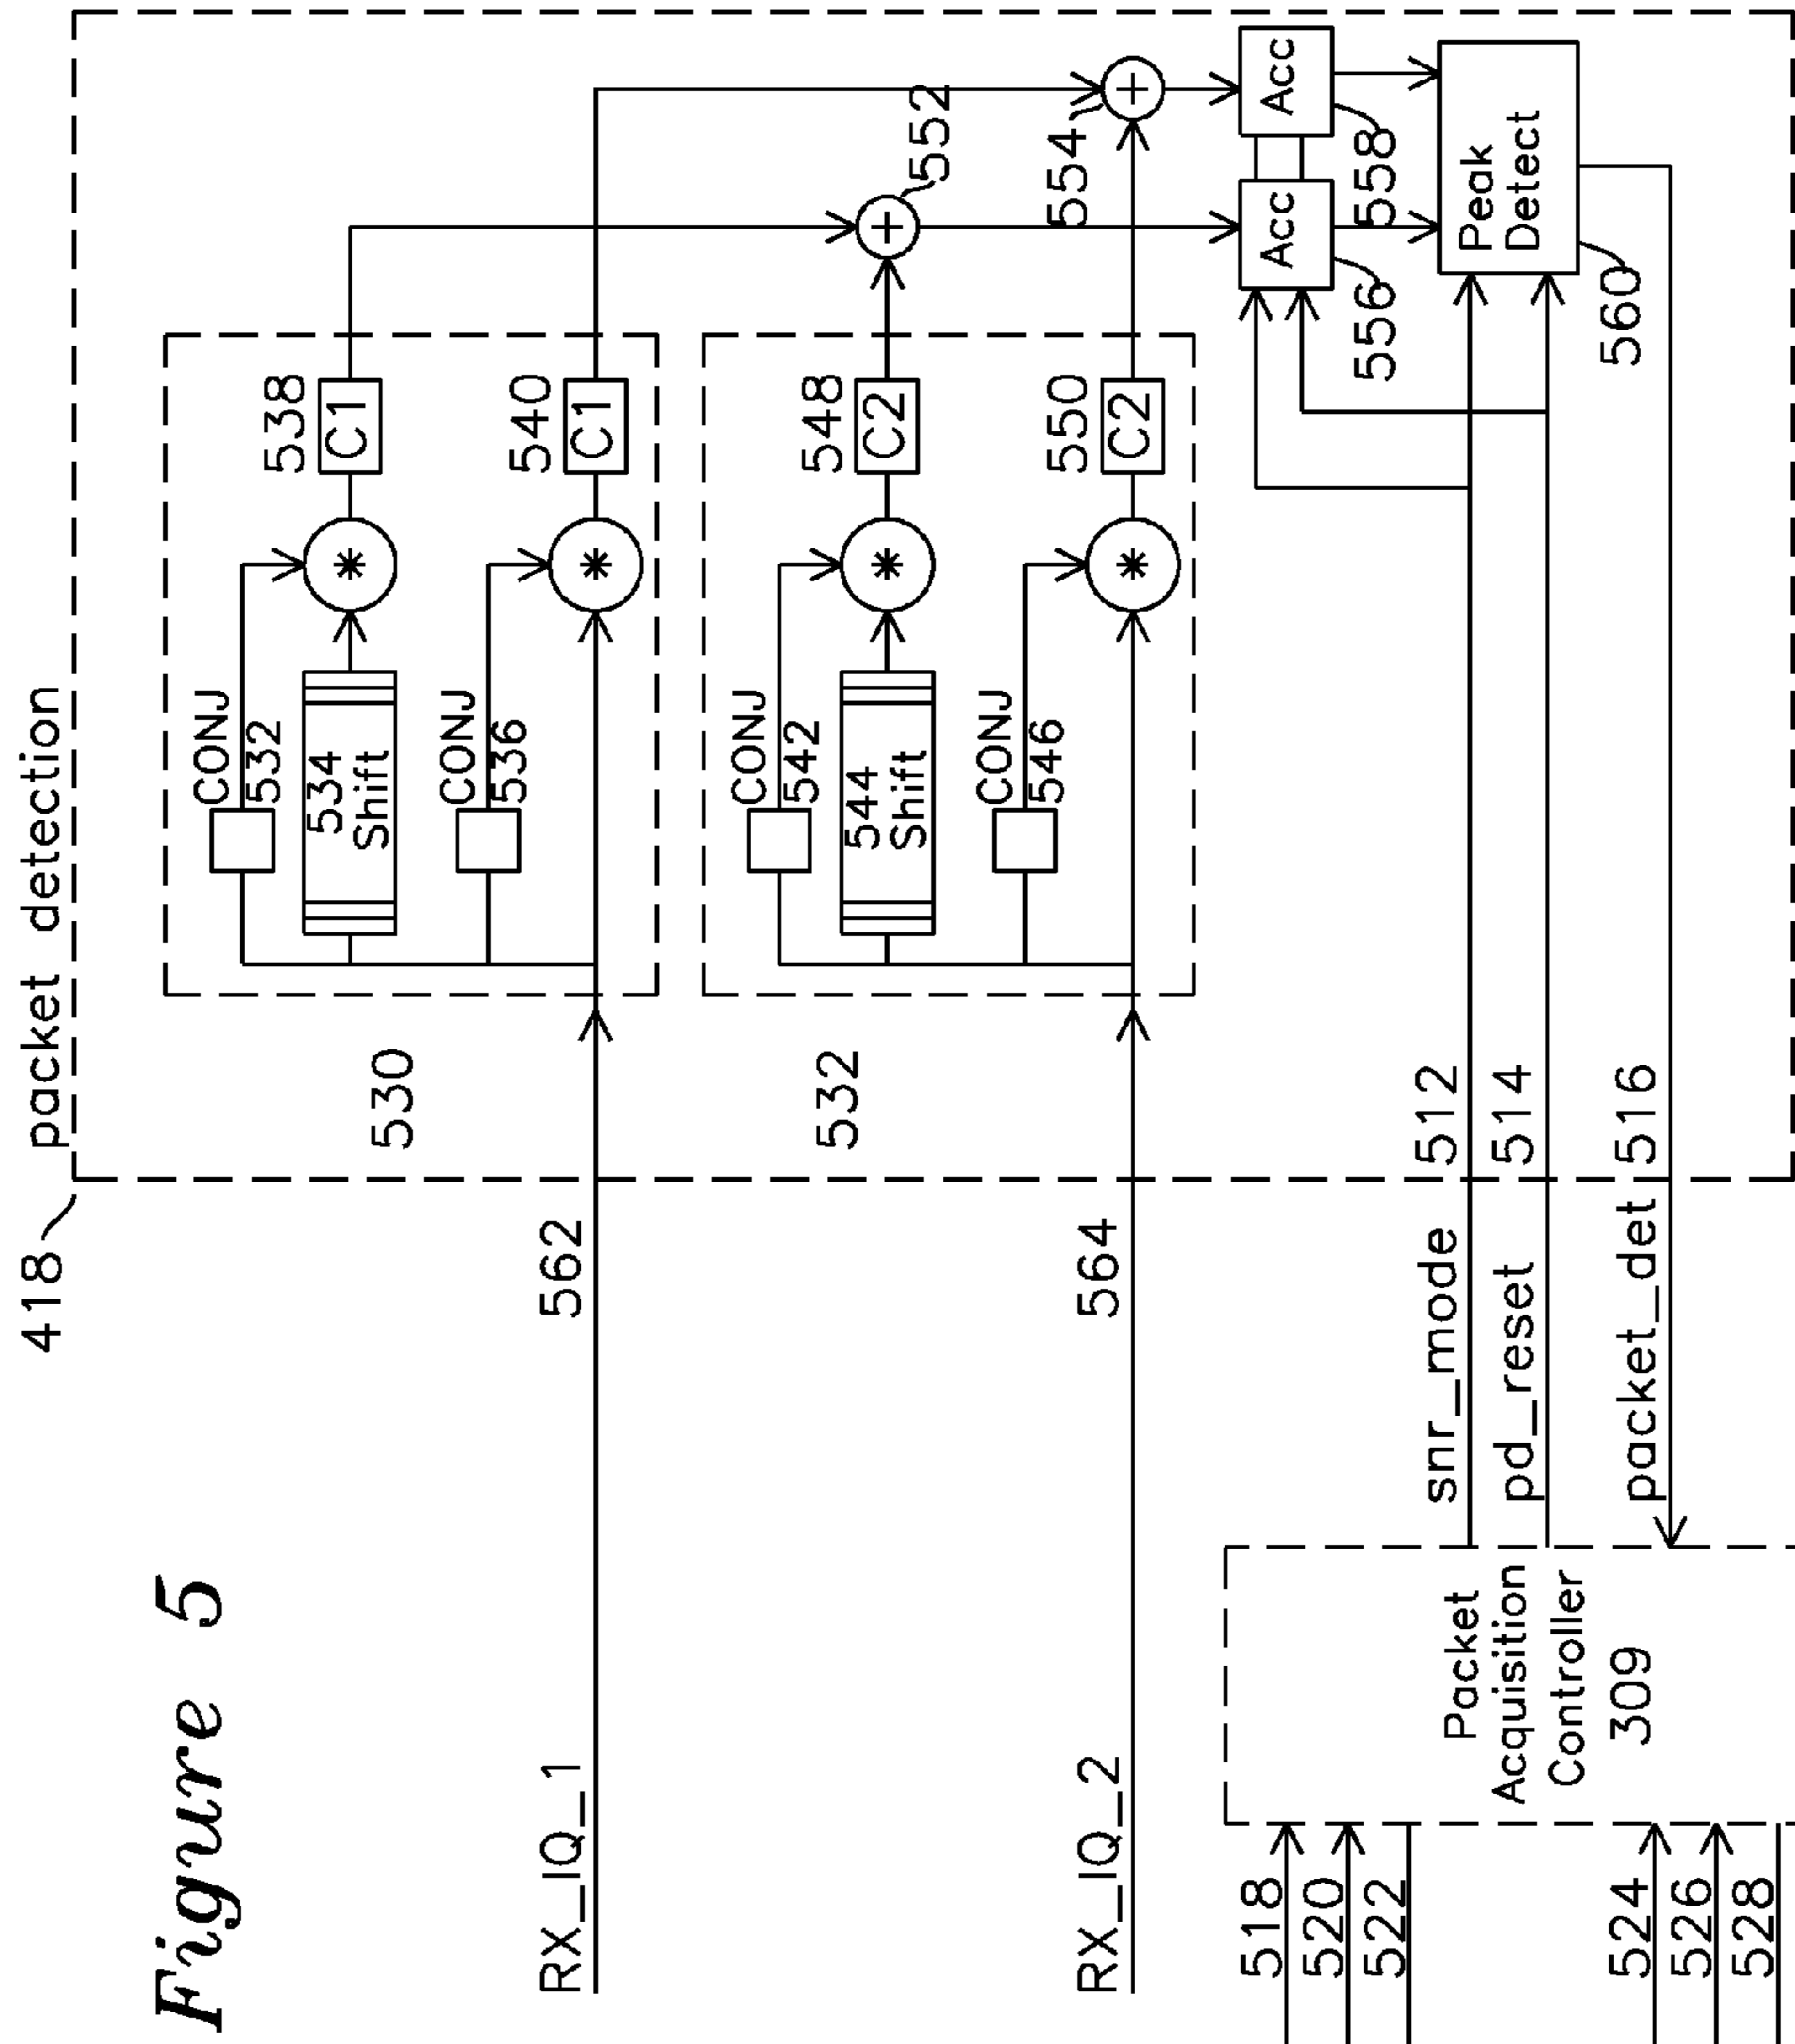 Figure 5
418
packet detection
530
CONJ
532
534
Shift
538
C1
*
CONJ
536
540
C1
*
RX_IQ_1
562
552
+
532
CONJ
542
544
Shift
548
C2
*
CONJ
546
550
C2
*
RX_IQ_2
564
554
+
Acc
Acc
556
558
Peak
Detect
560
snr_mode
512
pd_reset
514
packet_det
516
Packet
Acquisition
Controller
309
518
520
522
524
526
528